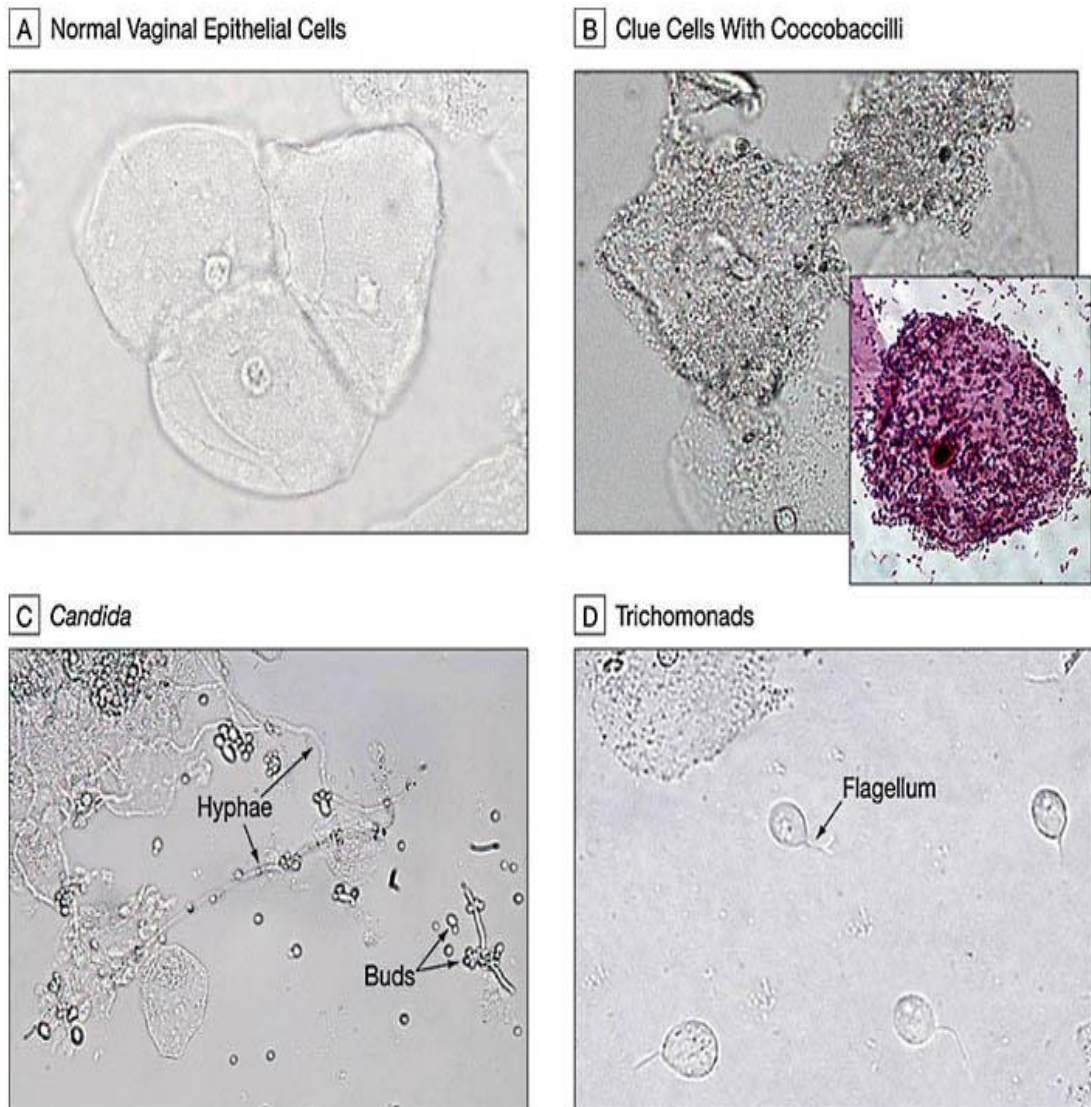 A Normal Vaginal Epithelial Cells
B Clue Cells With Coccobaccilli
C Candida
D Trichomonads
Hyphae
Buds
Flagellum